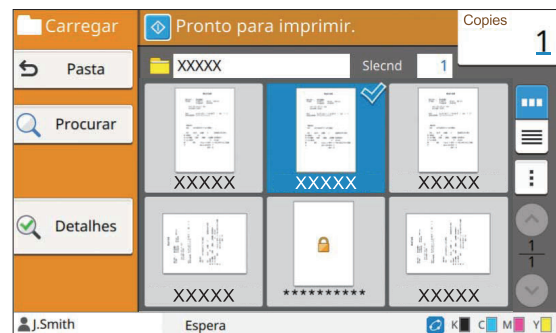 Carregar
Pronto para imprimir.
Copies
1
Pasta
XXXXX
Slecnd
1
Procurar
XXXXX
XXXXX
XXXXX
Detalhes
1
1
XXXXX
**********
XXXXX
J.Smith
Espera
K
C
M
Y